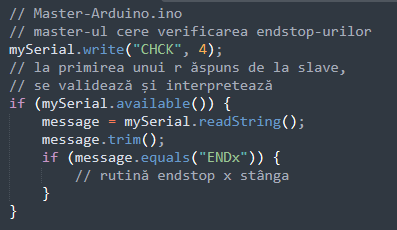 // Master-Arduino.ino
// master-ul cere verificarea endstop-urilor
mySerial.write("CHCK", 4);
// la primirea unui r ăspuns de la slave,
// se validează și interpretează
if (mySerial.available()) {
    message = mySerial.readString();
    message.trim();
    if (message.equals("ENDx")) {
        // rutină endstop x stânga
    }
}